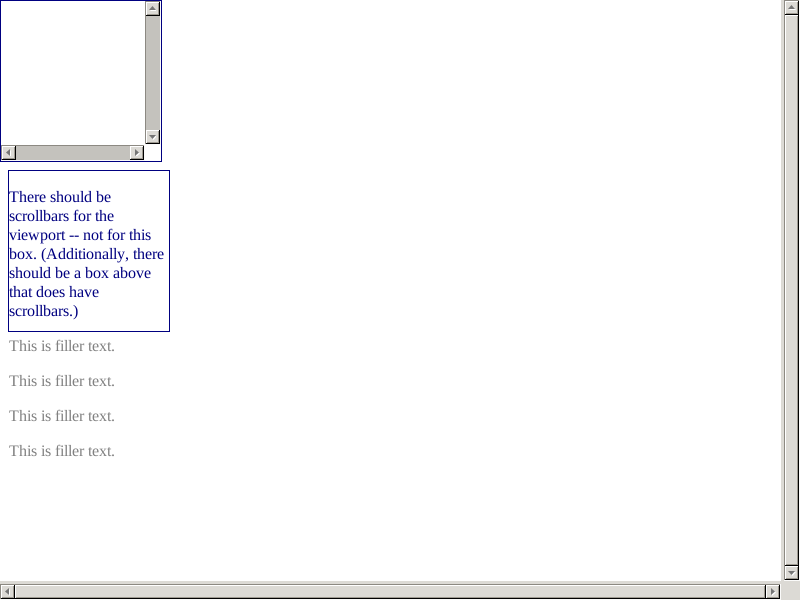 There should be
scrollbars for the
viewport -- not for this
box. (Additionally, there
should be a box above
that does have
scrollbars.)
This is filler text.
This is filler text.
This is filler text.
This is filler text.